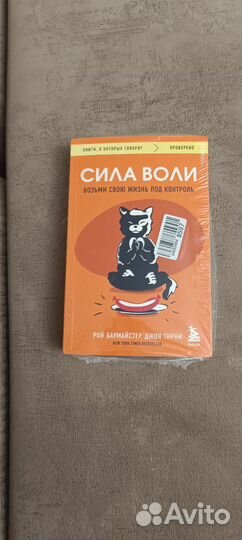 КНИГИ, О КОТОРЫХ ГОВОРЯТ
ПРОВЕРЕНО
СИЛА ВОЛИ
ВОЗЬМИ СВОЮ ЖИЗНЬ ПОД КОНТРОЛЬ
РОЙ БАУМАЙСТЕР, ДЖОН ТИРНИ
NEW YORK TIMES BESTSELLER
Avito